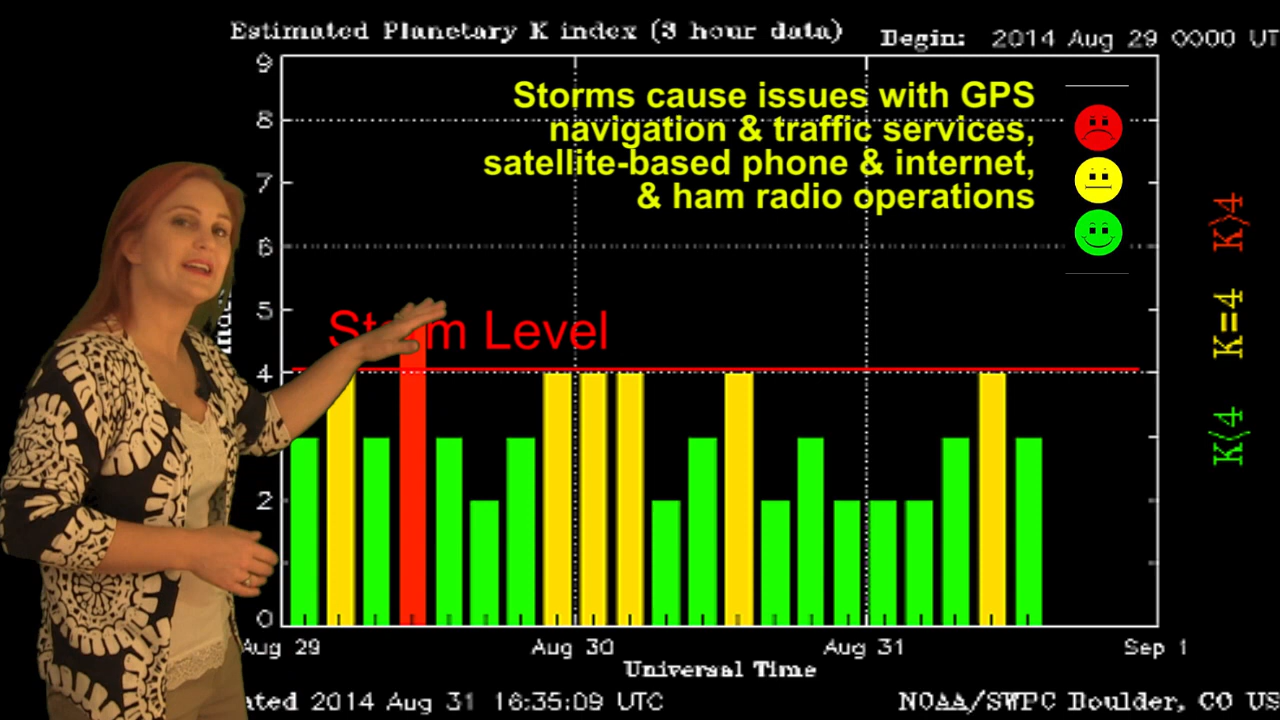 Estimated Planetary K index (3 hour data)
Begin: 2014 Aug 29 0000 UT
9
Storms cause issues with GPS
8
navigation & traffic services,
satellite-based phone & internet,
7
& ham radio operations
6
5
Storm Level
4
2
0
K>4
K=4
K<4
Aug 29
Aug 30
Aug 31
Sep 1
Universal Time
ated 2014 Aug 31 16:35:09 UTC
NOAA/SWPC Boulder, CO US